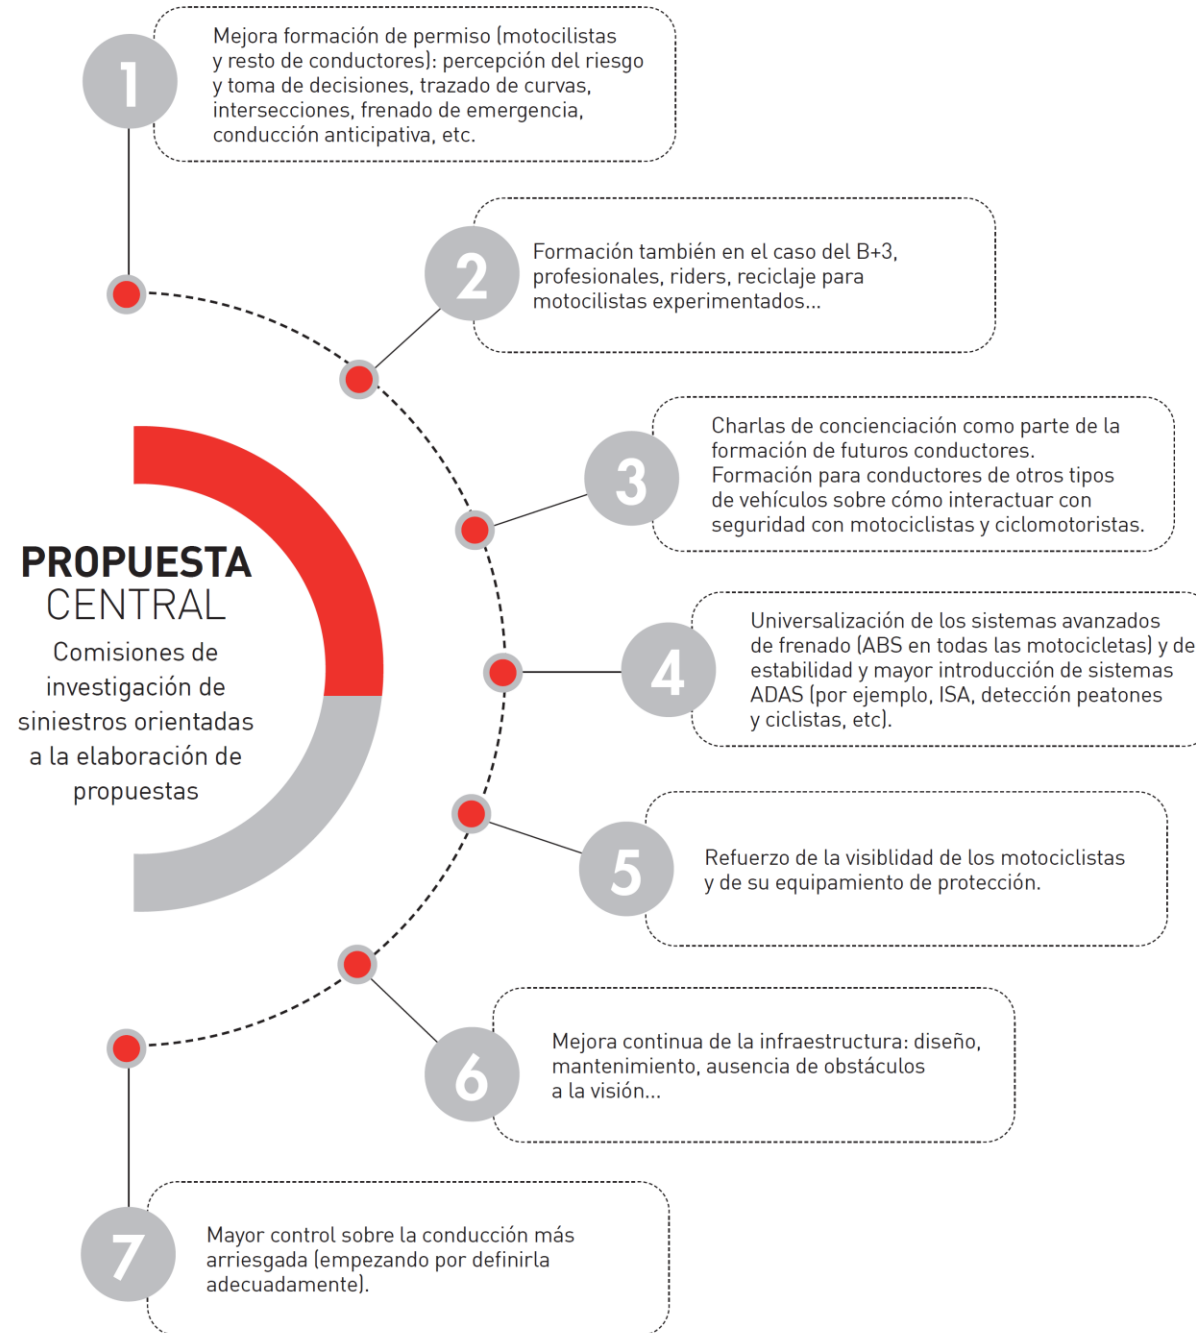 1
Mejora formación de permiso (motocilistas
y resto de conductores): percepción del riesgo
y toma de decisiones, trazado de curvas,
intersecciones, frenado de emergencia,
conducción anticipativa, etc.
2
Formación también en el caso del B+3,
profesionales, riders, reciclaje para
motocilistas experimentados...
3
Charlas de concienciación como parte de la
formación de futuros conductores.
Formación para conductores de otros tipos
de vehículos sobre cómo interactuar con
seguridad con motociclistas y ciclomotoristas.
PROPUESTA
CENTRAL
Comisiones de
investigación de
siniestros orientadas
a la elaboración de
propuestas
4
Universalización de los sistemas avanzados
de frenado (ABS en todas las motocicletas) y de
estabilidad y mayor introducción de sistemas
ADAS (por ejemplo, ISA, detección peatones
y ciclistas, etc).
5
Refuerzo de la visiblidad de los motociclistas
y de su equipamiento de protección.
6
Mejora continua de la infraestructura: diseño,
mantenimiento, ausencia de obstáculos
a la visión...
7
Mayor control sobre la conducción más
arriesgada (empezando por definirla
adecuadamente).